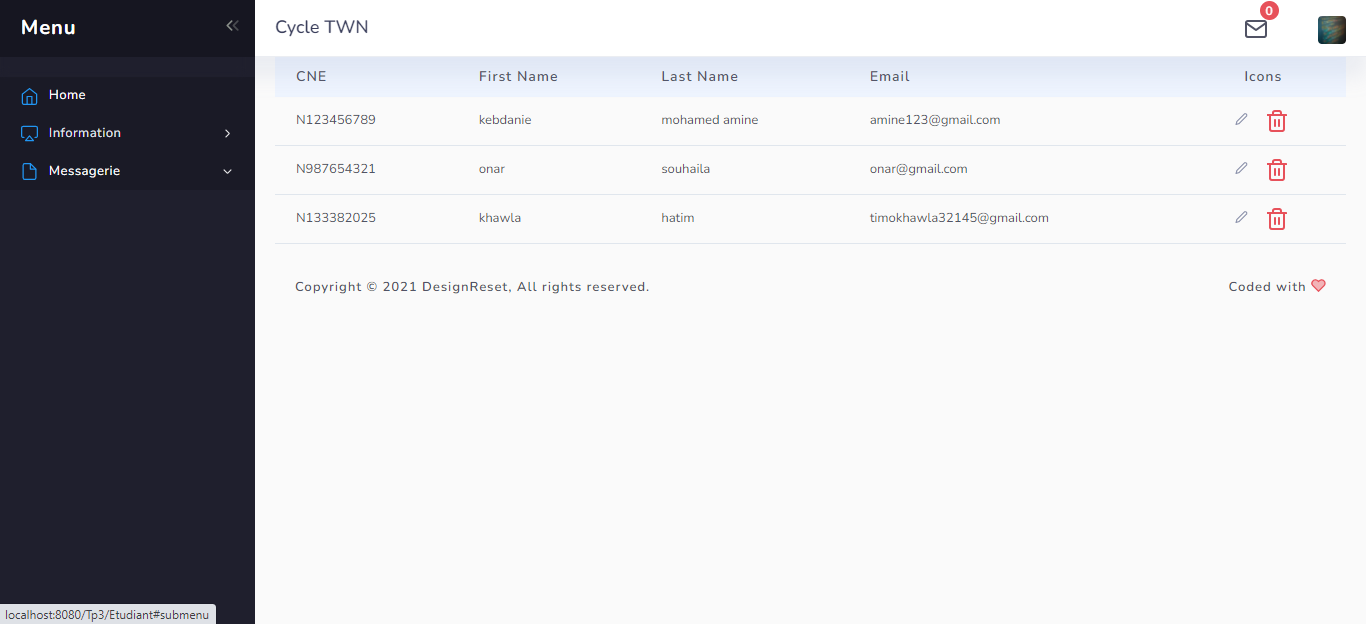 Menu
Cycle TWN
0
Home
Information
Messagerie
CNE First Name Last Name Email Icons
N123456789 kebdanie mohamed amine amine123@gmail.com
N987654321 onar souhaila onar@gmail.com
N133382025 khawla hatim timokhawla32145@gmail.com
Copyright © 2021 DesignReset, All rights reserved.
Coded with
localhost:8080/Tp3/Etudiant#submenu